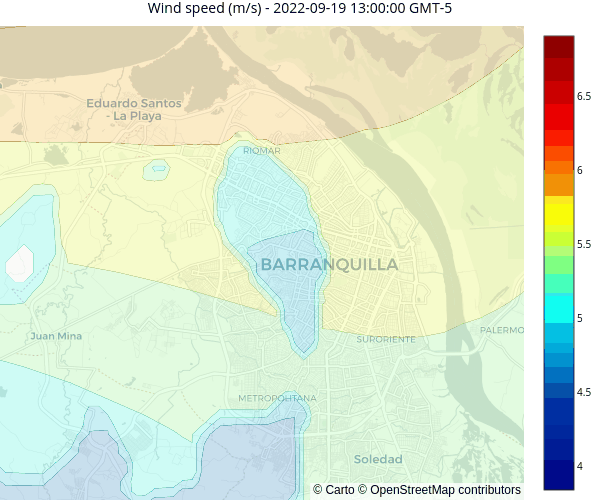 Wind speed (m/s) - 2022-09-19 13:00:00 GMT-5
Eduardo Santos
- La Playa
RIOMAR
BARRANQUILLA
Juan Mina
SURORIENTE
PALERMO
METROPOLITANA
Soledad
© Carto © OpenStreetMap contributors
6.5
6
5.5
5
4.5
4